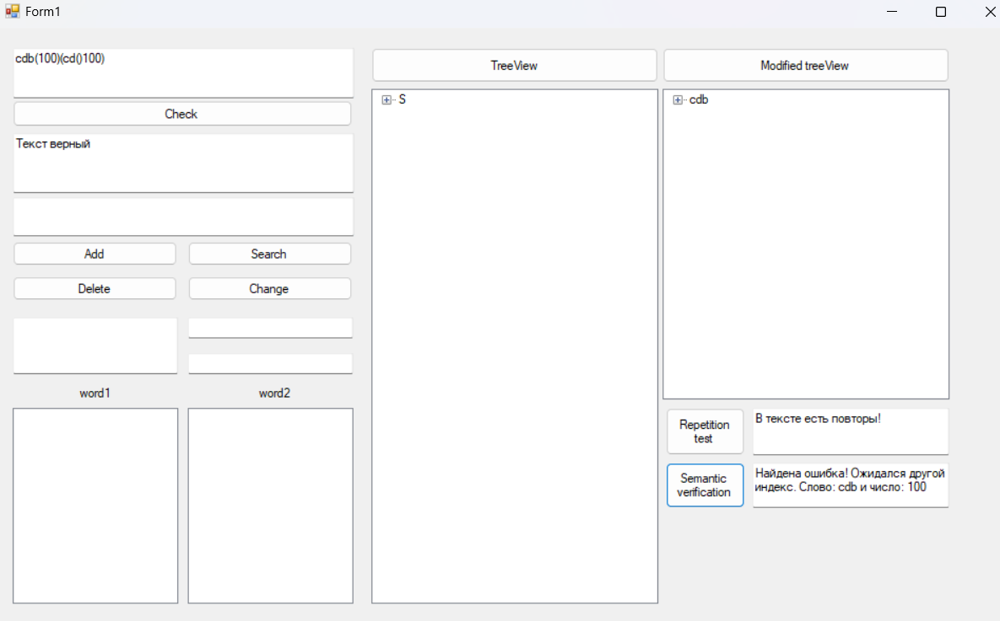 Form1
cdb(100)(cd()100)
Check
Текст верный
Add
Search
Delete
Change
word1
word2
TreeView
S
Modified treeView
cdb
Repetition
test
В тексте есть повторы!
Semantic
verification
Найдена ошибка! Ожидался другой
индекс. Слово: cdb и число: 100